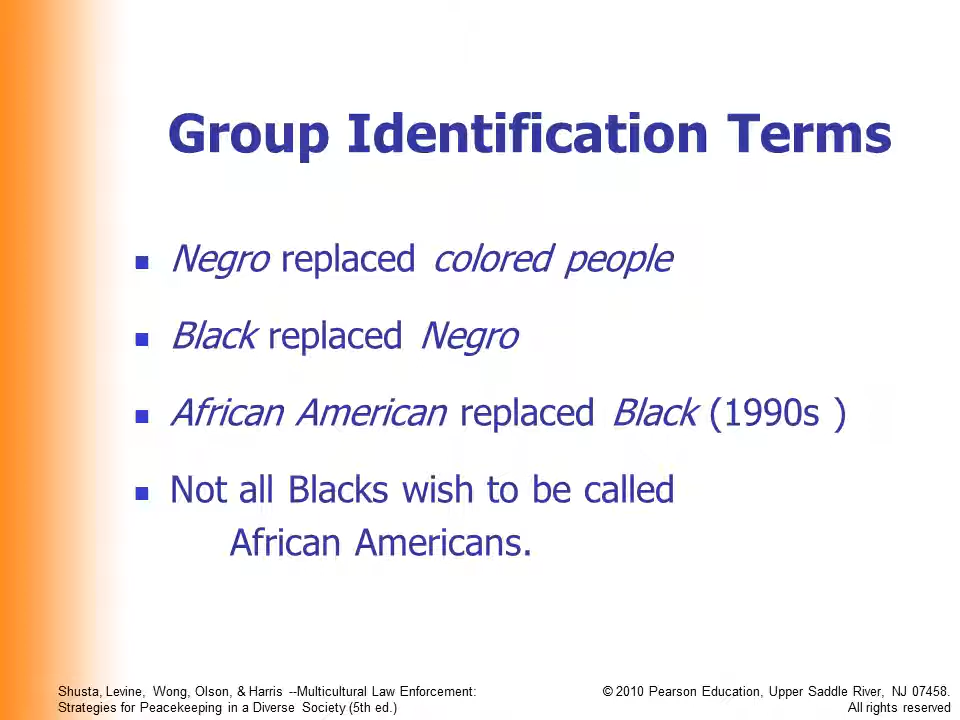 Group Identification Terms
Negro replaced colored people
Black replaced Negro
African American replaced Black (1990s )
Not all Blacks wish to be called
African Americans.
Shusta, Levine, Wong, Olson, & Harris --Multicultural Law Enforcement:
Strategies for Peacekeeping in a Diverse Society (5th ed.)
© 2010 Pearson Education, Upper Saddle River, NJ 07458.
All rights reserved